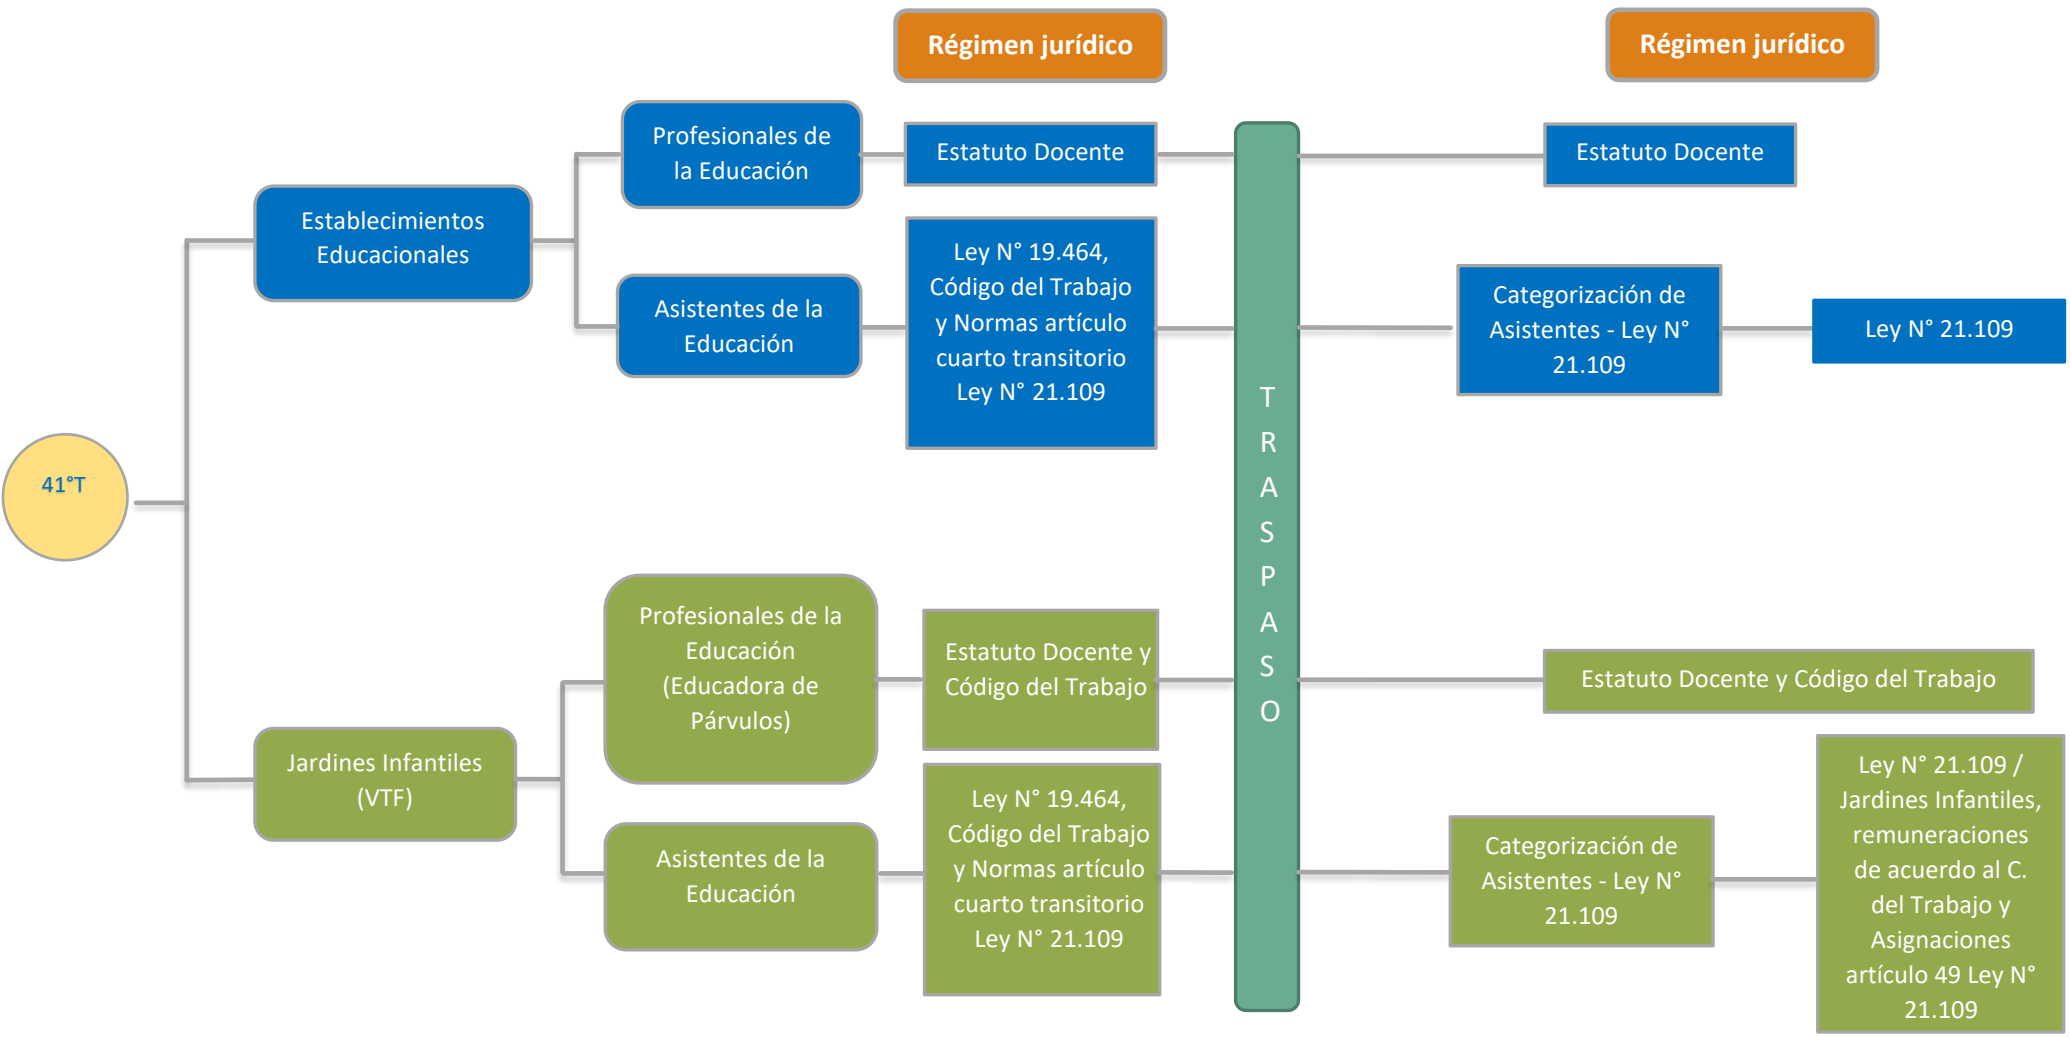 Régimen jurídico
Régimen jurídico
Profesionales de
la Educación
Estatuto Docente
Estatuto Docente
Establecimientos
Educacionales
Asistentes de la
Educación
Ley N° 19.464,
Código del Trabajo
y Normas artículo
cuarto transitorio
Ley N° 21.109
Categorización de
Asistentes - Ley N°
21.109
Ley N° 21.109
41°T
T
R
A
S
P
A
S
O
Profesionales de la
Educación
(Educadora de
Párvulos)
Estatuto Docente y
Código del Trabajo
Estatuto Docente y Código del Trabajo
Jardines Infantiles
(VTF)
Asistentes de la
Educación
Ley N° 19.464,
Código del Trabajo
y Normas artículo
cuarto transitorio
Ley N° 21.109
Categorización de
Asistentes - Ley N°
21.109
Ley N° 21.109 /
Jardines Infantiles,
remuneraciones
de acuerdo al C.
del Trabajo y
Asignaciones
artículo 49 Ley N°
21.109